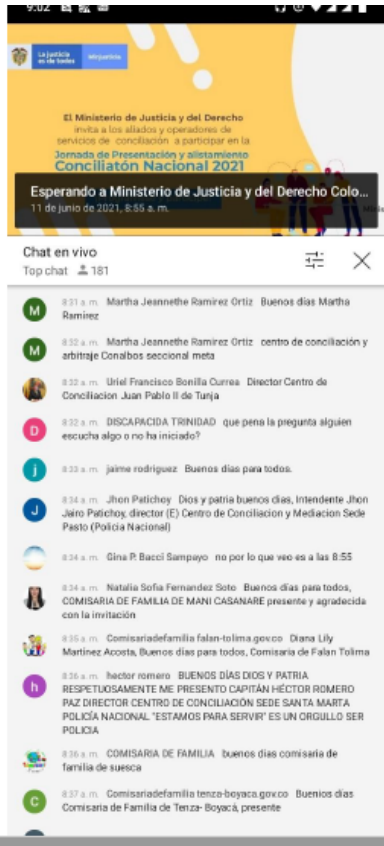 9:02
La justicia
es de todos
Minjusticia
El Ministerio de Justicia y del Derecho
invita a los aliados y operadores de
servicios de conciliación a participar en la
Jornada de Presentación y alistamiento
Conciliatón Nacional 2021
Esperando a Ministerio de Justicia y del Derecho Colo...
11 de junio de 2021, 8:55 a. m.
Chat en vivo
Top chat 181
8:31 a. m. Martha Jeannethe Ramirez Ortiz Buenos días Martha
Ramirez
8:32 a. m. Martha Jeannethe Ramirez Ortiz centro de conciliación y
arbitraje Conalbos seccional meta
8:32 a. m. Uriel Francisco Bonilla Currea Director Centro de
Conciliacion Juan Pablo II de Tunja
8:32 a. m. DISCAPACIDA TRINIDAD que pena la pregunta alguien
escucha algo o no ha iniciado?
8:33 a. m. jaime rodriguez Buenos dias para todos.
8:34 a. m. Jhon Patichoy Dios y patria buenos dias, Intendente Jhon
Jairo Patichoy, director (E) Centro de Conciliacion y Mediacion Sede
Pasto (Policia Nacional)
8:34 a. m. Gina P. Bacci Sampayo no por lo que veo es a las 8:55
8:34 a. m. Natalia Sofia Fernandez Soto Buenos días para todos,
COMISARIA DE FAMILIA DE MANI CASANARE presente y agradecida
con la invitación
8:35 a. m. Comisariadefamilia falan-tolima.gov.co Diana Lily
Martinez Acosta, Buenos dias para todos, Comisaria de Falan Tolima
8:36 a. m. hector romero BUENOS DÍAS DIOS Y PATRIA
RESPETUOSAMENTE ME PRESENTO CAPITÁN HÉCTOR ROMERO
PAZ DIRECTOR CENTRO DE CONCILIACIÓN SEDE SANTA MARTA
POLICÍA NACIONAL "ESTAMOS PARA SERVIR" ES UN ORGULLO SER
POLICIA
8:36 a. m. COMISARIA DE FAMILIA buenos dias comisaria de
familia de suesca
8:37 a. m. Comisariadefamilia tenza-boyaca.gov.co Buenios dias
Comisaria de Familia de Tenza- Boyacá, presente